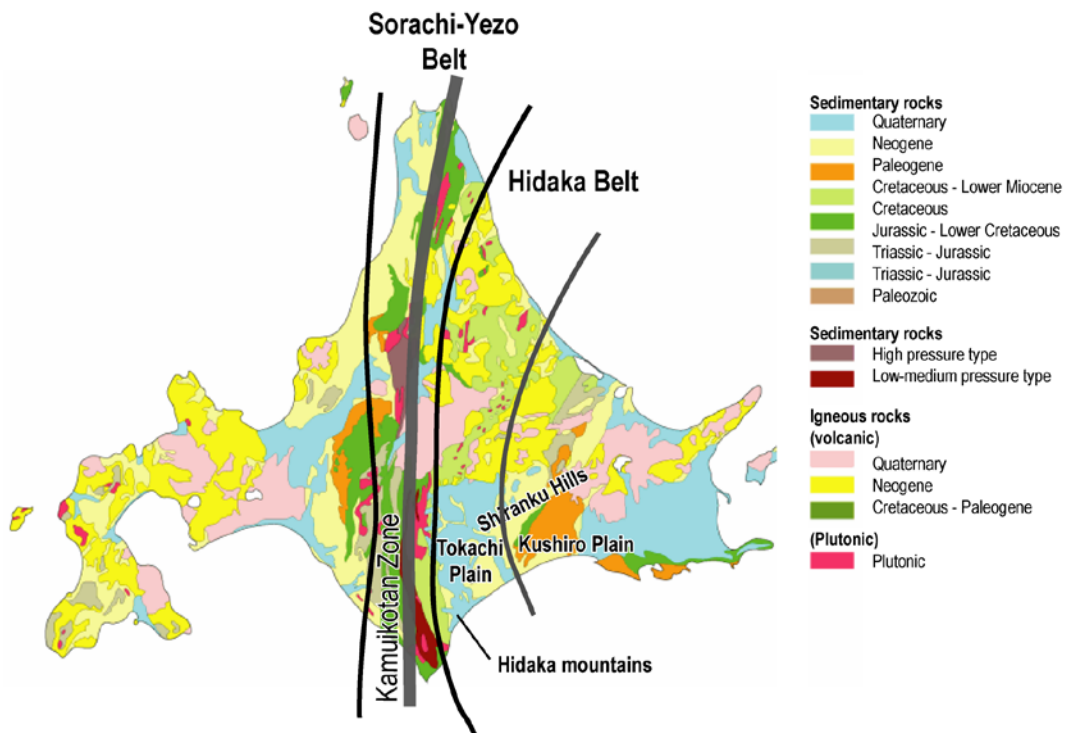 Sorachi-Yezo
Belt
Hidaka Belt
Shiranku Hills
Kushiro Plain
Tokachi
Plain
Kamuikotan Zone
Hidaka mountains
Sedimentary rocks
Quaternary
Neogene
Paleogene
Cretaceous - Lower Miocene
Cretaceous
Jurassic - Lower Cretaceous
Triassic - Jurassic
Triassic - Jurassic
Paleozoic
Sedimentary rocks
High pressure type
Low-medium pressure type
Igneous rocks
(volcanic)
Quaternary
Neogene
Cretaceous - Paleogene
(Plutonic)
Plutonic